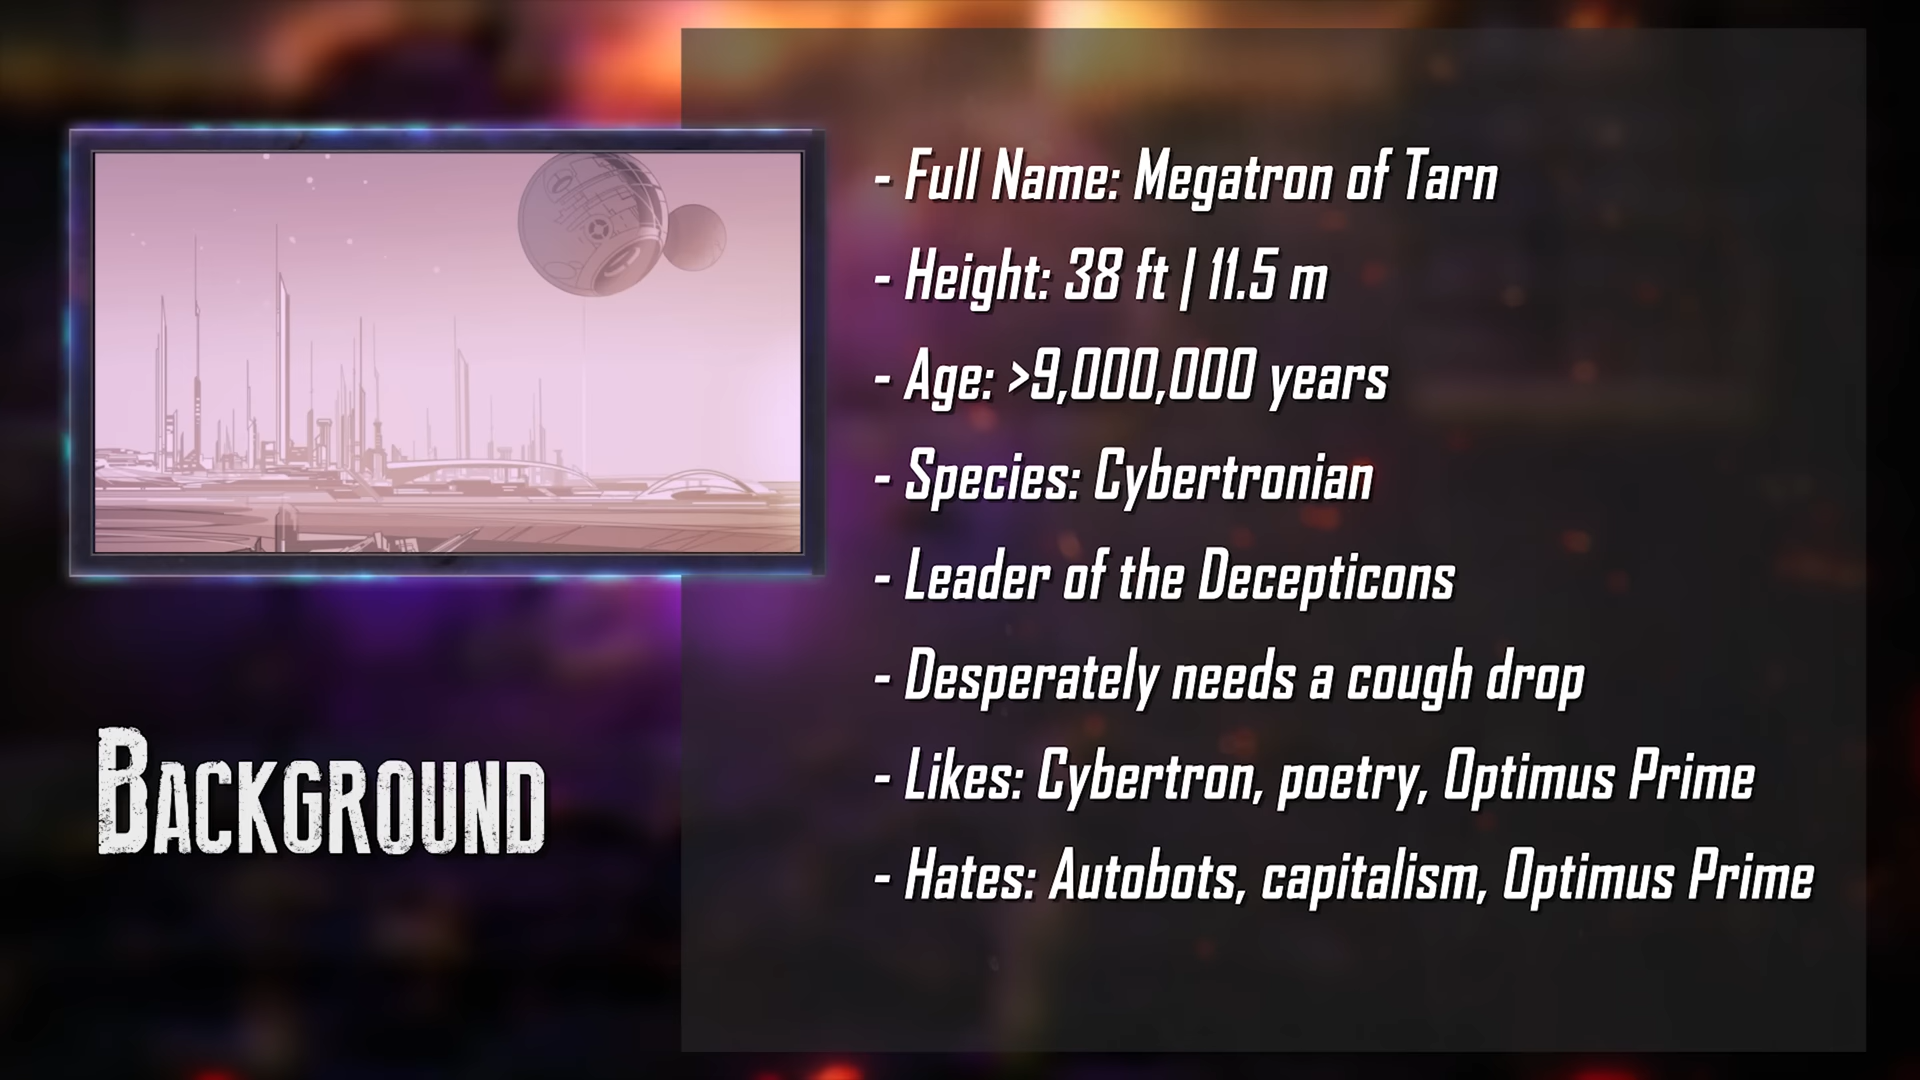 - Full Name: Megatron of Tarn
- Height: 38 ft | 11.5 m
- Age: >9,000,000 years
- Species: Cybertronian
- Leader of the Decepticons
- Desperately needs a cough drop
- Likes: Cybertron, poetry, Optimus Prime
- Hates: Autobots, capitalism, Optimus Prime
Background